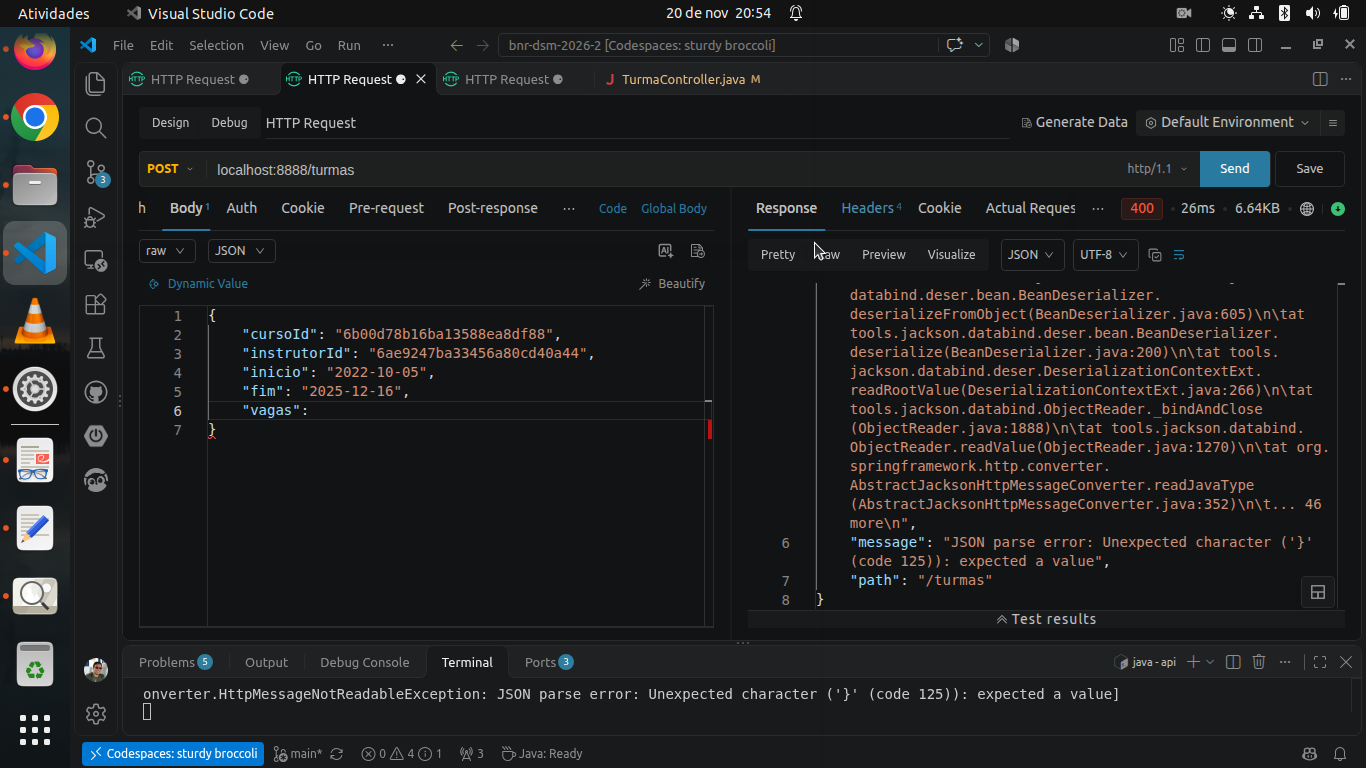 Atividades
Visual Studio Code
20 de nov 20:54
File Edit Selection View Go Run ···
bnr-dsm-2026-2 [Codespaces: sturdy broccoli]
HTTP Request
HTTP Request
HTTP Request
TurmaController.java M
Design Debug HTTP Request
Generate Data
Default Environment
POST
localhost:8888/turmas
http/1.1
Send
Save
h Body 1 Auth Cookie Pre-request Post-response ··· Code Global Body
Response Headers 4 Cookie Actual Reques ··· 400 26ms 6.64KB
raw
JSON
Pretty aw Preview Visualize JSON UTF-8
Dynamic Value
Beautify
1 {
2 "cursoId": "6b00d78b16ba13588ea8df88",
3 "instrutorId": "6ae9247ba33456a80cd40a44",
4 "inicio": "2022-10-05",
5 "fim": "2025-12-16",
6 "vagas":
7 }
databind.deser.bean.BeanDeserializer.
deserializeFromObject(BeanDeserializer.java:605)\n\tat
tools.jackson.databind.deser.bean.BeanDeserializer.
deserialize(BeanDeserializer.java:200)\n\tat tools.
jackson.databind.deser.DeserializationContextExt.
readRootValue(DeserializationContextExt.java:266)\n\tat
tools.jackson.databind.ObjectReader._bindAndClose
(ObjectReader.java:1888)\n\tat tools.jackson.databind.
ObjectReader.readValue(ObjectReader.java:1270)\n\tat org.
springframework.http.converter.
AbstractJacksonHttpMessageConverter.readJavaType
(AbstractJacksonHttpMessageConverter.java:352)\n\t... 46
more\n",
6 "message": "JSON parse error: Unexpected character ('}'
(code 125)): expected a value",
7 "path": "/turmas"
8 }
Test results
3
Problems 5 Output Debug Console Terminal Ports 3
java - api
onverter.HttpMessageNotReadableException: JSON parse error: Unexpected character ('}' (code 125)): expected a value]
Codespaces: sturdy broccoli
main*
0 4 1
3
Java: Ready